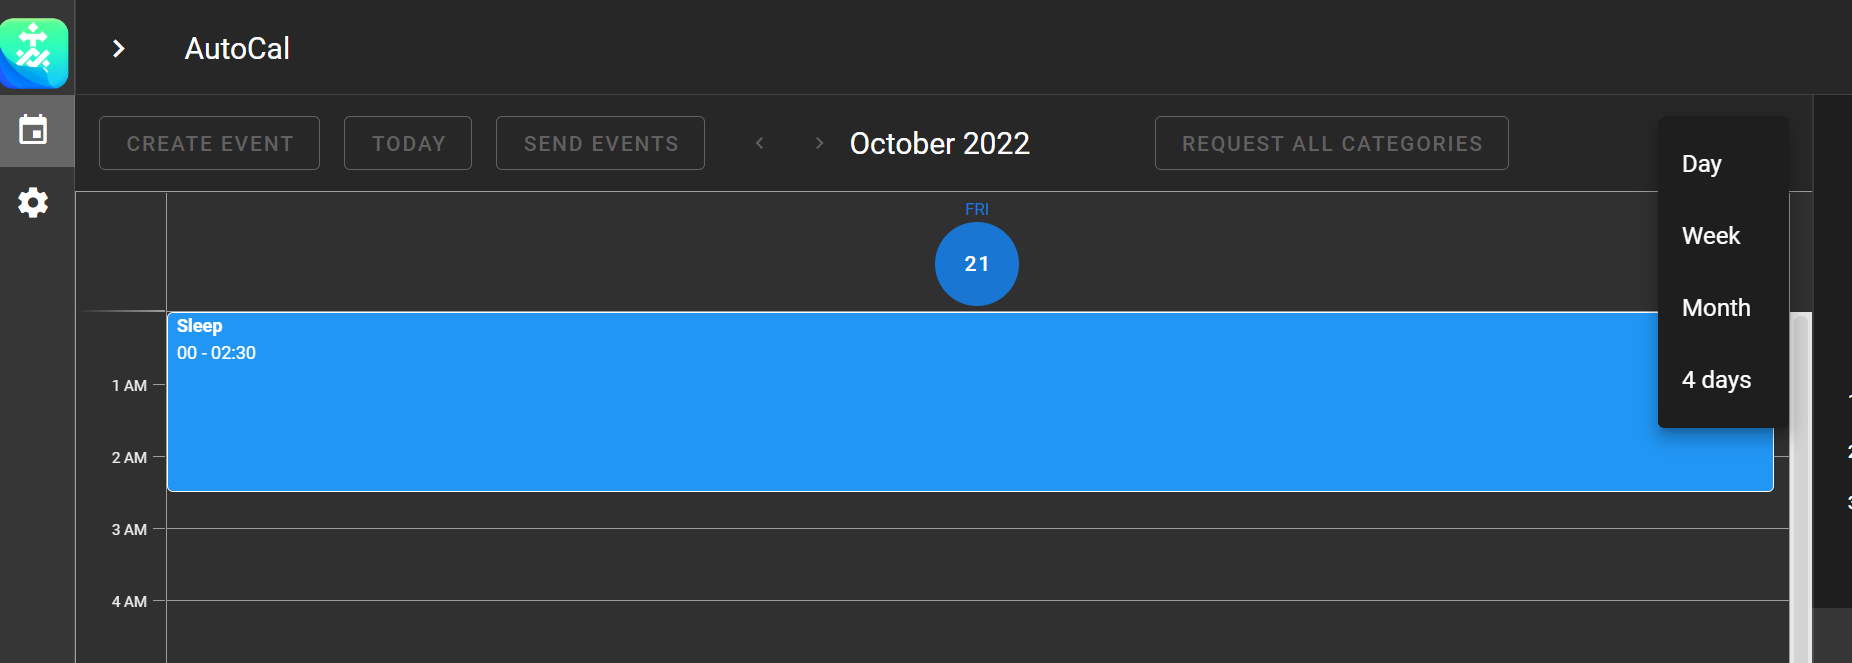 AutoCal
CREATE EVENT
TODAY
SEND EVENTS
October 2022
REQUEST ALL CATEGORIES
Day
Week
Month
4 days
FRI
21
Sleep
00 - 02:30
1 AM
2 AM
3 AM
4 AM